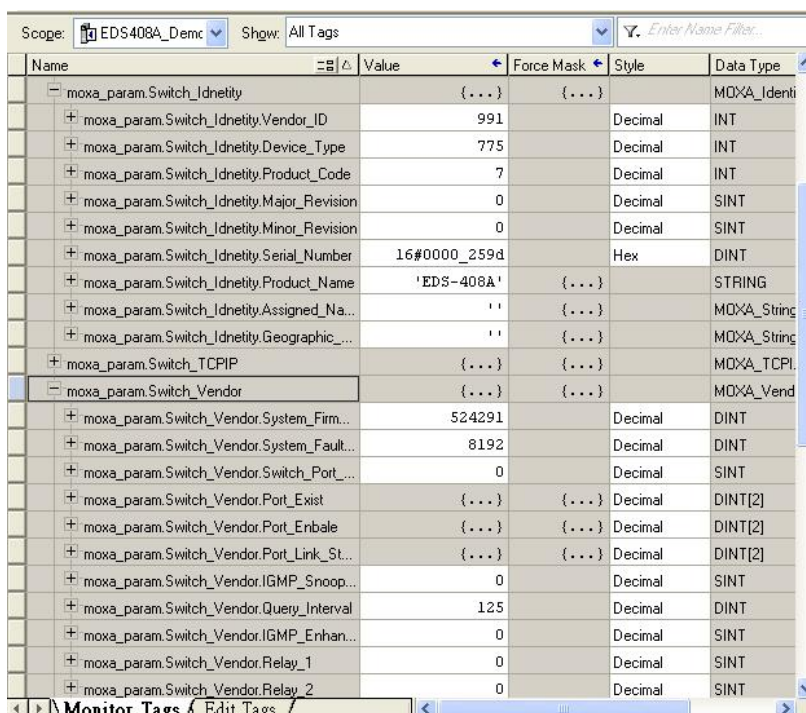 Scope: EDS408A_Demc Show: All Tags Enter Name Filter...
Name Value Force Mask Style Data Type
moxa_param.Switch_Idnetity {...} {...} MOXA_Identi
moxa_param.Switch_Idnetity.Vendor_ID 991 Decimal INT
moxa_param.Switch_Idnetity.Device_Type 775 Decimal INT
moxa_param.Switch_Idnetity.Product_Code 7 Decimal INT
moxa_param.Switch_Idnetity.Major_Revision 0 Decimal SINT
moxa_param.Switch_Idnetity.Minor_Revision 0 Decimal SINT
moxa_param.Switch_Idnetity.Serial_Number 16#0000_259d Hex DINT
moxa_param.Switch_Idnetity.Product_Name 'EDS-408A' {...} STRING
moxa_param.Switch_Idnetity.Assigned_Na... '' {...} MOXA_String
moxa_param.Switch_Idnetity.Geographic_... '' {...} MOXA_String
moxa_param.Switch_TCPIP {...} {...} MOXA_TCPI.
moxa_param.Switch_Vendor {...} {...} MOXA_Vend
moxa_param.Switch_Vendor.System_Firm... 524291 Decimal DINT
moxa_param.Switch_Vendor.System_Fault... 8192 Decimal DINT
moxa_param.Switch_Vendor.Switch_Port_... 0 Decimal SINT
moxa_param.Switch_Vendor.Port_Exist {...} {...} Decimal DINT[2]
moxa_param.Switch_Vendor.Port_Enbale {...} {...} Decimal DINT[2]
moxa_param.Switch_Vendor.Port_Link_St... {...} {...} Decimal DINT[2]
moxa_param.Switch_Vendor.IGMP_Snoop... 0 Decimal SINT
moxa_param.Switch_Vendor.Query_Interval 125 Decimal DINT
moxa_param.Switch_Vendor.IGMP_Enhan... 0 Decimal SINT
moxa_param.Switch_Vendor.Relay_1 0 Decimal SINT
moxa_param.Switch_Vendor.Relay_2 0 Decimal SINT
Monitor Tags Edit Tags